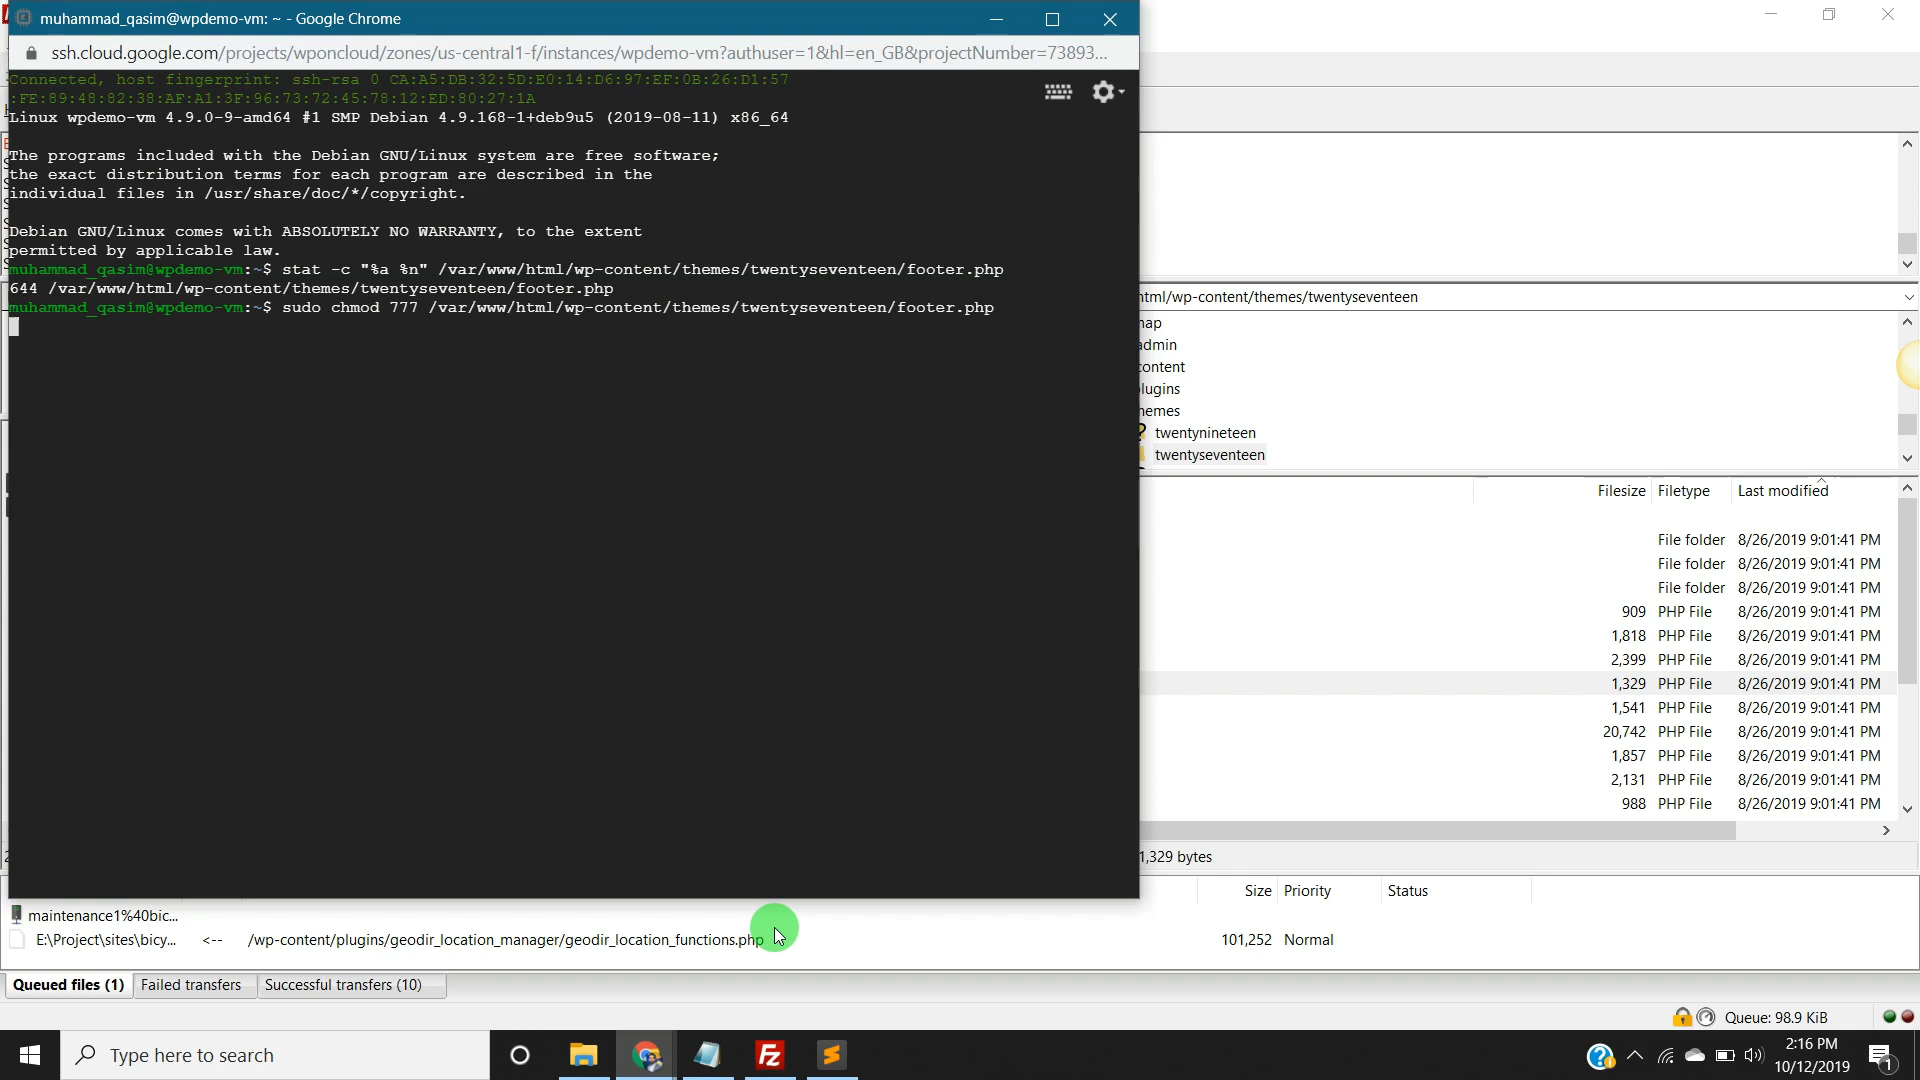 muhammad_qasim@wpdemo-vm: ~ - Google Chrome
ssh.cloud.google.com/projects/wponcloud/zones/us-central1-f/instances/wpdemo-vm?authuser=1&hl=en_GB&projectNumber=73893...
Connected, host fingerprint: ssh-rsa 0 CA:A5:DB:32:5D:E0:14:D6:97:EF:0B:26:D1:57
:FE:89:48:82:38:AF:A1:3F:96:73:72:45:78:12:ED:80:27:1A
Linux wpdemo-vm 4.9.0-9-amd64 #1 SMP Debian 4.9.168-1+deb9u5 (2019-08-11) x86_64
The programs included with the Debian GNU/Linux system are free software;
the exact distribution terms for each program are described in the
individual files in /usr/share/doc/*/copyright.
Debian GNU/Linux comes with ABSOLUTELY NO WARRANTY, to the extent
permitted by applicable law.
muhammad_qasim@wpdemo-vm:~$ stat -c "%a %n" /var/www/html/wp-content/themes/twentyseventeen/footer.php
644 /var/www/html/wp-content/themes/twentyseventeen/footer.php
muhammad_qasim@wpdemo-vm:~$ sudo chmod 777 /var/www/html/wp-content/themes/twentyseventeen/footer.php
tml/wp-content/themes/twentyseventeen
map
admin
content
plugins
hemes
twentynineteen
twentyseventeen
Filesize Filetype Last modified
File folder 8/26/2019 9:01:41 PM
File folder 8/26/2019 9:01:41 PM
File folder 8/26/2019 9:01:41 PM
909 PHP File 8/26/2019 9:01:41 PM
1,818 PHP File 8/26/2019 9:01:41 PM
2,399 PHP File 8/26/2019 9:01:41 PM
1,329 PHP File 8/26/2019 9:01:41 PM
1,541 PHP File 8/26/2019 9:01:41 PM
20,742 PHP File 8/26/2019 9:01:41 PM
1,857 PHP File 8/26/2019 9:01:41 PM
2,131 PHP File 8/26/2019 9:01:41 PM
988 PHP File 8/26/2019 9:01:41 PM
1,329 bytes
Size Priority Status
maintenance1%40bic...
E:\Project\sites\bicy... <-- /wp-content/plugins/geodir_location_manager/geodir_location_functions.php 101,252 Normal
Queued files (1) Failed transfers Successful transfers (10)
Queue: 98.9 KiB
Type here to search
2:16 PM
10/12/2019
1